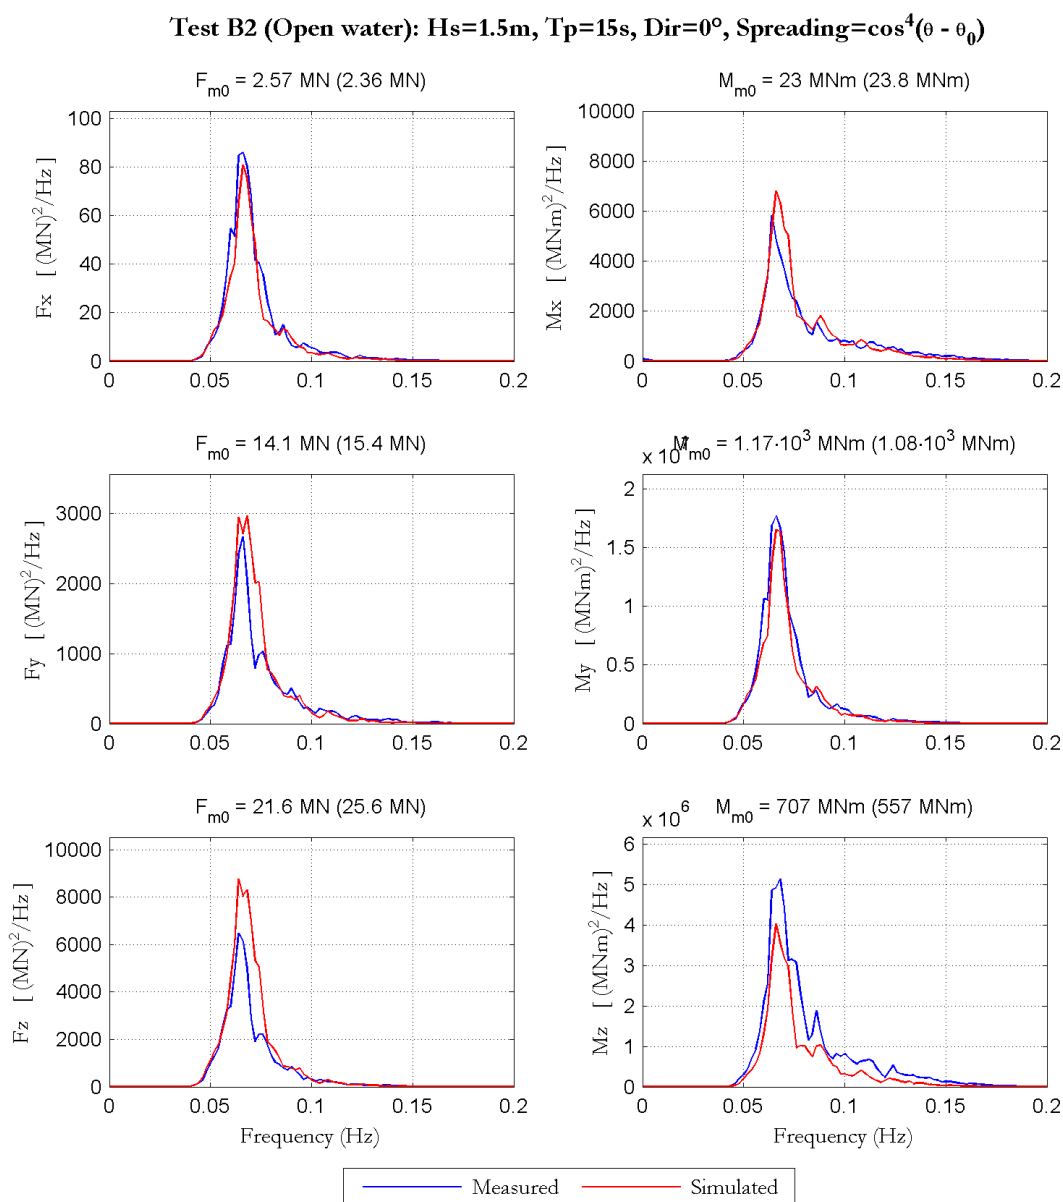 Test B2 (Open water): Hs=1.5m, Tp=15s, Dir=0°, Spreading=cos⁴(θ - θ₀)
F_m0 = 2.57 MN (2.36 MN)
100
80
60
40
20
0
Fx [ (MN)²/Hz ]
0 0.05 0.1 0.15 0.2
M_m0 = 23 MNm (23.8 MNm)
10000
8000
6000
4000
2000
0
Mx [ (MNm)²/Hz ]
0 0.05 0.1 0.15 0.2
F_m0 = 14.1 MN (15.4 MN)
3000
2000
1000
0
Fy [ (MN)²/Hz ]
0 0.05 0.1 0.15 0.2
M_m0 = 1.17·10³ MNm (1.08·10³ MNm)
x 10
2
1.5
1
0.5
0
My [ (MNm)²/Hz ]
0 0.05 0.1 0.15 0.2
F_m0 = 21.6 MN (25.6 MN)
10000
8000
6000
4000
2000
0
Fz [ (MN)²/Hz ]
0 0.05 0.1 0.15 0.2
Frequency (Hz)
M_m0 = 707 MNm (557 MNm)
x 10⁶
6
5
4
3
2
1
0
Mz [ (MNm)²/Hz ]
0 0.05 0.1 0.15 0.2
Frequency (Hz)
Measured
Simulated